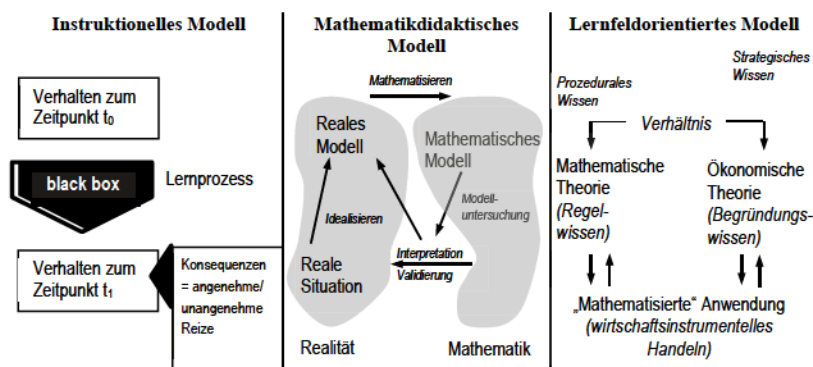 Instruktionelles Modell
Verhalten zum
Zeitpunkt t₀
black box
Lernprozess
Verhalten zum
Zeitpunkt t₁
Konsequenzen
= angenehme/
unangenehme
Reize
Mathematikdidaktisches
Modell
Mathematisieren
Reales
Modell
Mathematisches
Modell
Idealisieren
Modell-
untersuchung
Reale
Situation
Interpretation
Validierung
Realität
Mathematik
Lernfeldorientiertes Modell
Prozedurales
Wissen
Strategisches
Wissen
Verhältnis
Mathematische
Theorie
(Regel-
wissen)
Ökonomische
Theorie
(Begründungs-
wissen)
„Mathematisierte“ Anwendung
(wirtschaftsinstrumentelles
Handeln)